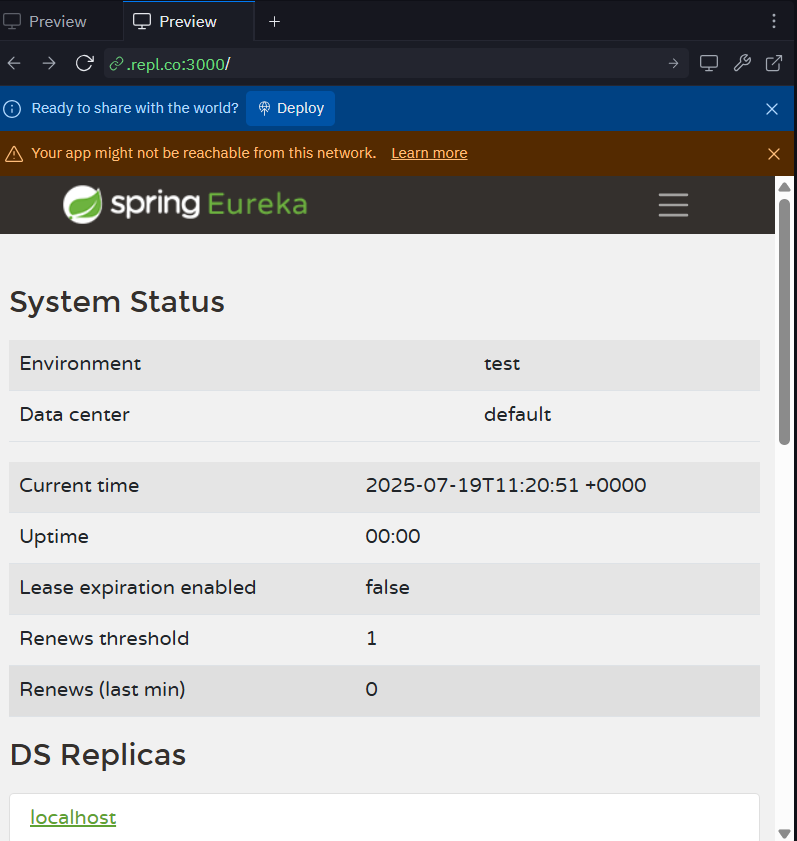 Preview
Preview
.repl.co:3000/
Ready to share with the world? Deploy
Your app might not be reachable from this network. Learn more
spring Eureka
System Status
Environment test
Data center default
Current time 2025-07-19T11:20:51 +0000
Uptime 00:00
Lease expiration enabled false
Renews threshold 1
Renews (last min) 0
DS Replicas
localhost